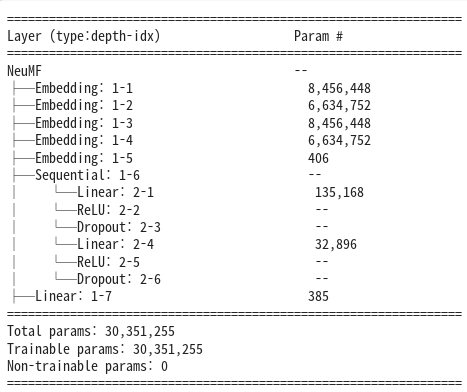 =================================================================
Layer (type:depth-idx)                   Param #
=================================================================
NeuMF                                    --
├──Embedding: 1-1                        8,456,448
├──Embedding: 1-2                        6,634,752
├──Embedding: 1-3                        8,456,448
├──Embedding: 1-4                        6,634,752
├──Embedding: 1-5                        406
├──Sequential: 1-6                       --
│    └──Linear: 2-1                      135,168
│    └──ReLU: 2-2                        --
│    └──Dropout: 2-3                     --
│    └──Linear: 2-4                      32,896
│    └──ReLU: 2-5                        --
│    └──Dropout: 2-6                     --
├──Linear: 1-7                           385
=================================================================
Total params: 30,351,255
Trainable params: 30,351,255
Non-trainable params: 0
=================================================================